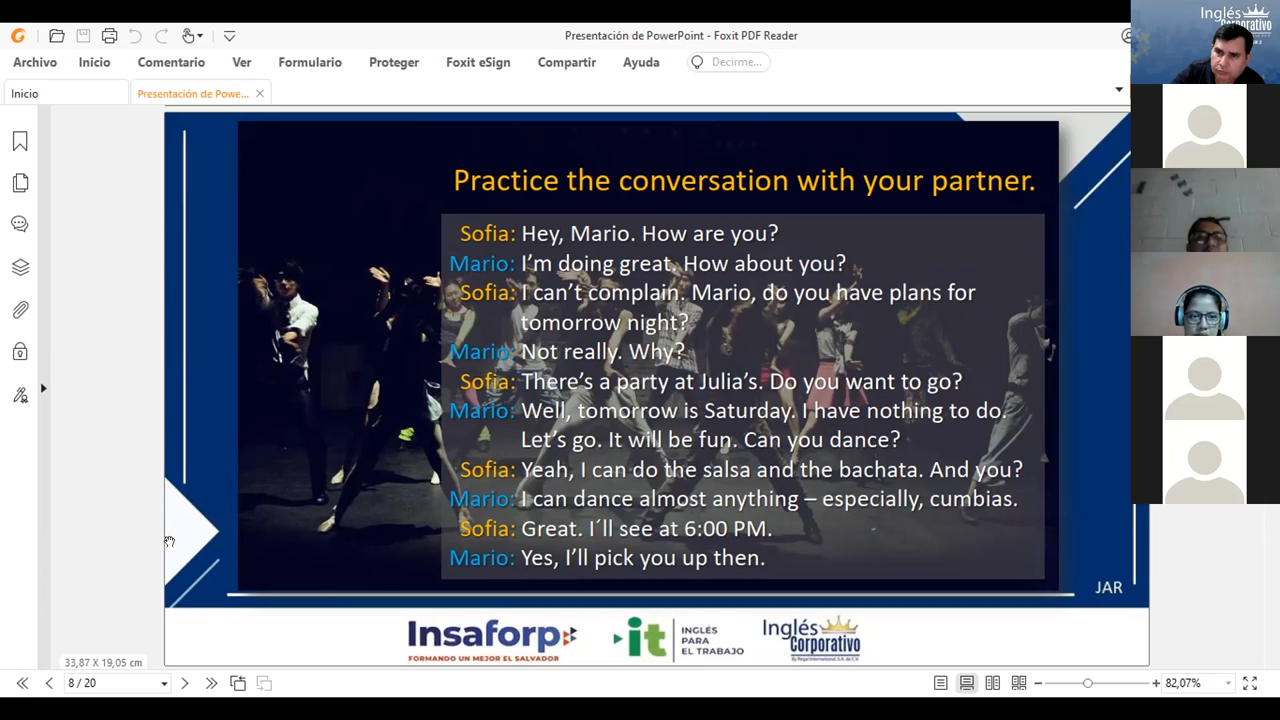 Presentación de PowerPoint - Foxit PDF Reader
Archivo Inicio Comentario Ver Formulario Proteger Foxit eSign Compartir Ayuda Decirme...
Inicio Presentación de Powe...
Inglés
Corporativo
Practice the conversation with your partner.
Sofia: Hey, Mario. How are you?
Mario: I'm doing great. How about you?
Sofia: I can't complain. Mario, do you have plans for
tomorrow night?
Mario: Not really. Why?
Sofia: There's a party at Julia's. Do you want to go?
Mario: Well, tomorrow is Saturday. I have nothing to do.
Let's go. It will be fun. Can you dance?
Sofia: Yeah, I can do the salsa and the bachata. And you?
Mario: I can dance almost anything – especially, cumbias.
Sofia: Great. I´ll see at 6:00 PM.
Mario: Yes, I'll pick you up then.
JAR
Insaforp
FORMANDO UN MEJOR EL SALVADOR
it
INGLÉS
PARA
EL TRABAJO
Inglés
Corporativo
By Regal International, S.A. de C.V.
33,87 X 19,05 cm
8 / 20
82,07%